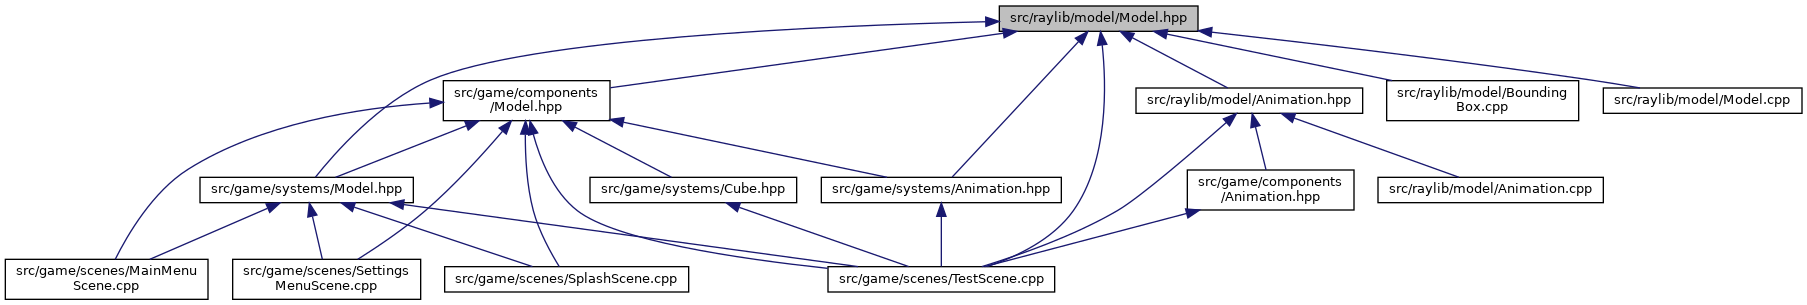 src/raylib/model/Model.hpp
src/game/components
/Model.hpp
src/raylib/model/Animation.hpp
src/raylib/model/Bounding
Box.cpp
src/raylib/model/Model.cpp
src/game/systems/Model.hpp
src/game/systems/Cube.hpp
src/game/systems/Animation.hpp
src/game/components
/Animation.hpp
src/raylib/model/Animation.cpp
src/game/scenes/MainMenu
Scene.cpp
src/game/scenes/Settings
MenuScene.cpp
src/game/scenes/SplashScene.cpp
src/game/scenes/TestScene.cpp